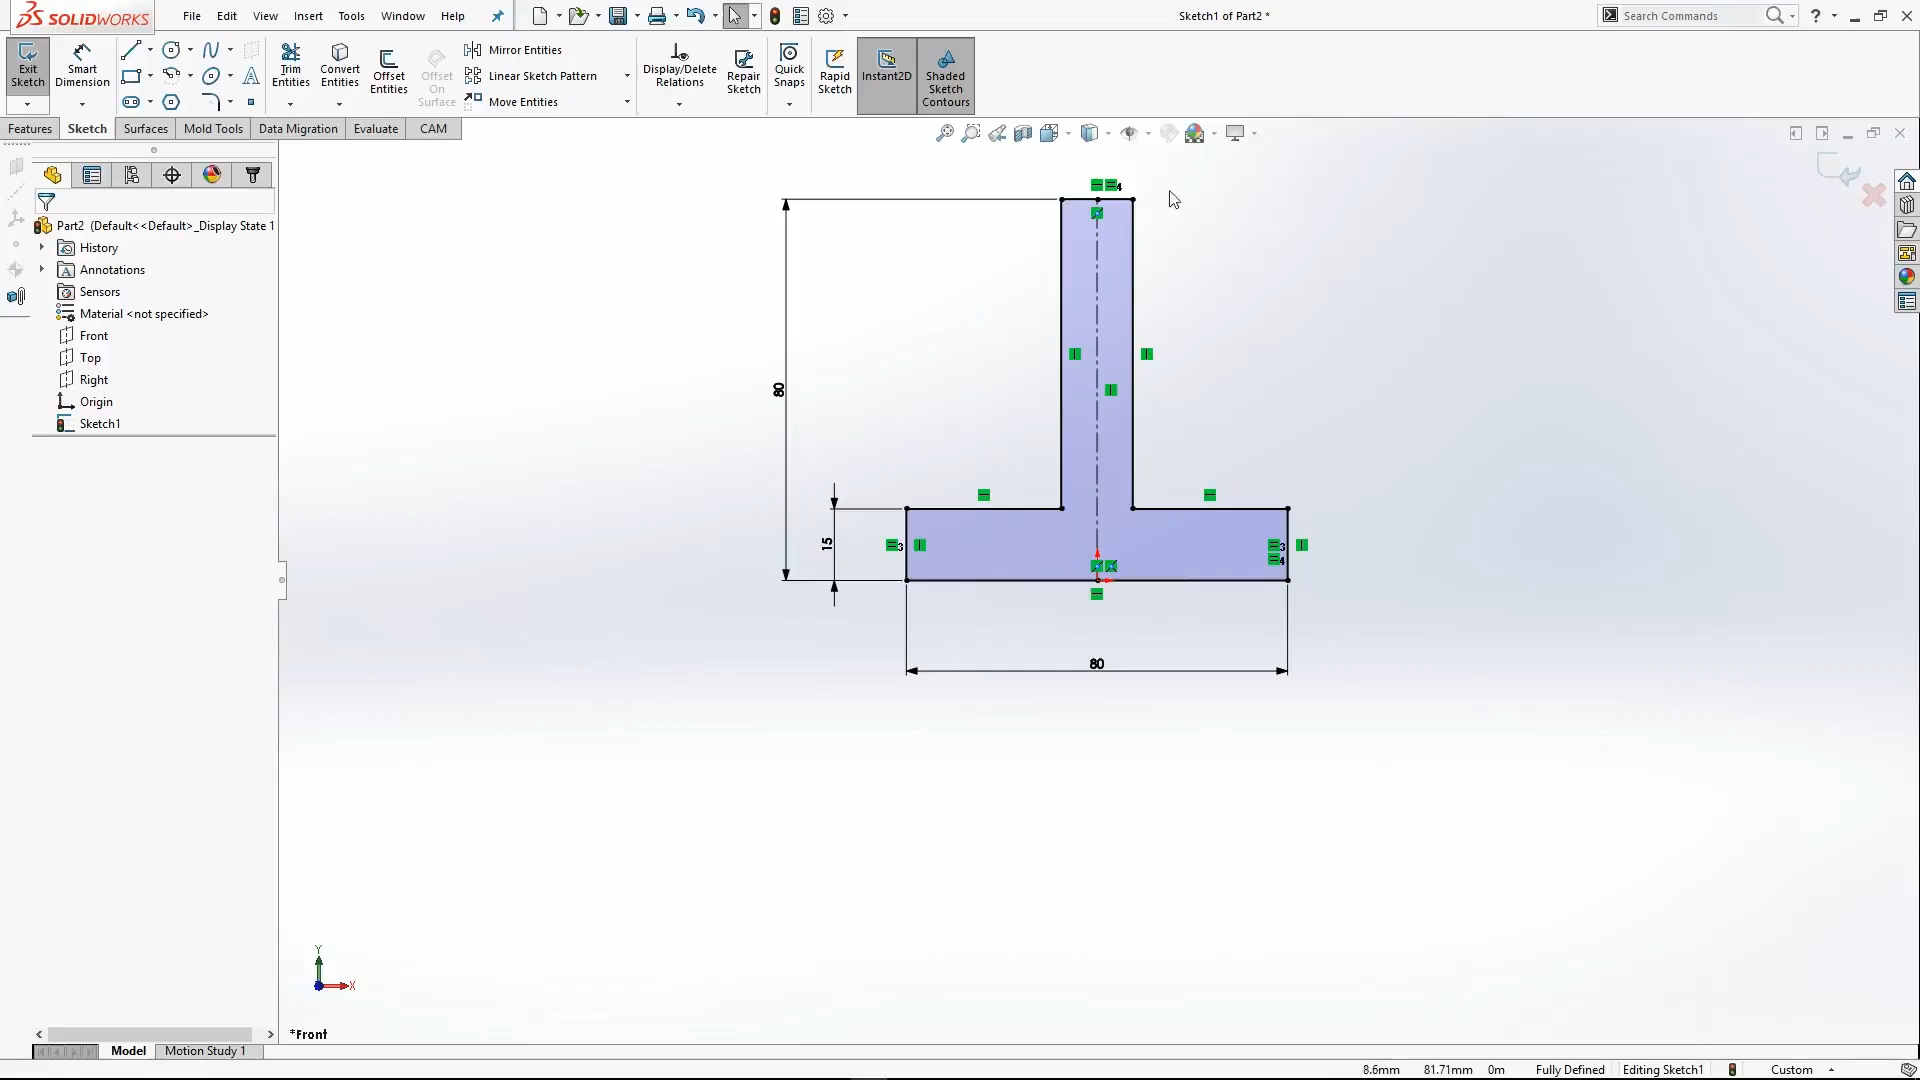 SOLIDWORKS File Edit View Insert Tools Window Help Sketch1 of Part2 * Search Commands ?
Exit Sketch
Smart Dimension
Trim Entities
Convert Entities
Offset Entities
Offset On Surface
Mirror Entities
Linear Sketch Pattern
Move Entities
Display/Delete Relations
Repair Sketch
Quick Snaps
Rapid Sketch
Instant2D
Shaded Sketch Contours
Features Sketch Surfaces Mold Tools Data Migration Evaluate CAM
Part2 (Default<<Default>_Display State 1
History
Annotations
Sensors
Material <not specified>
Front
Top
Right
Origin
Sketch1
4
80
15
3
3
4
80
Y
X
*Front
Model Motion Study 1
8.6mm 81.71mm 0m Fully Defined Editing Sketch1 Custom